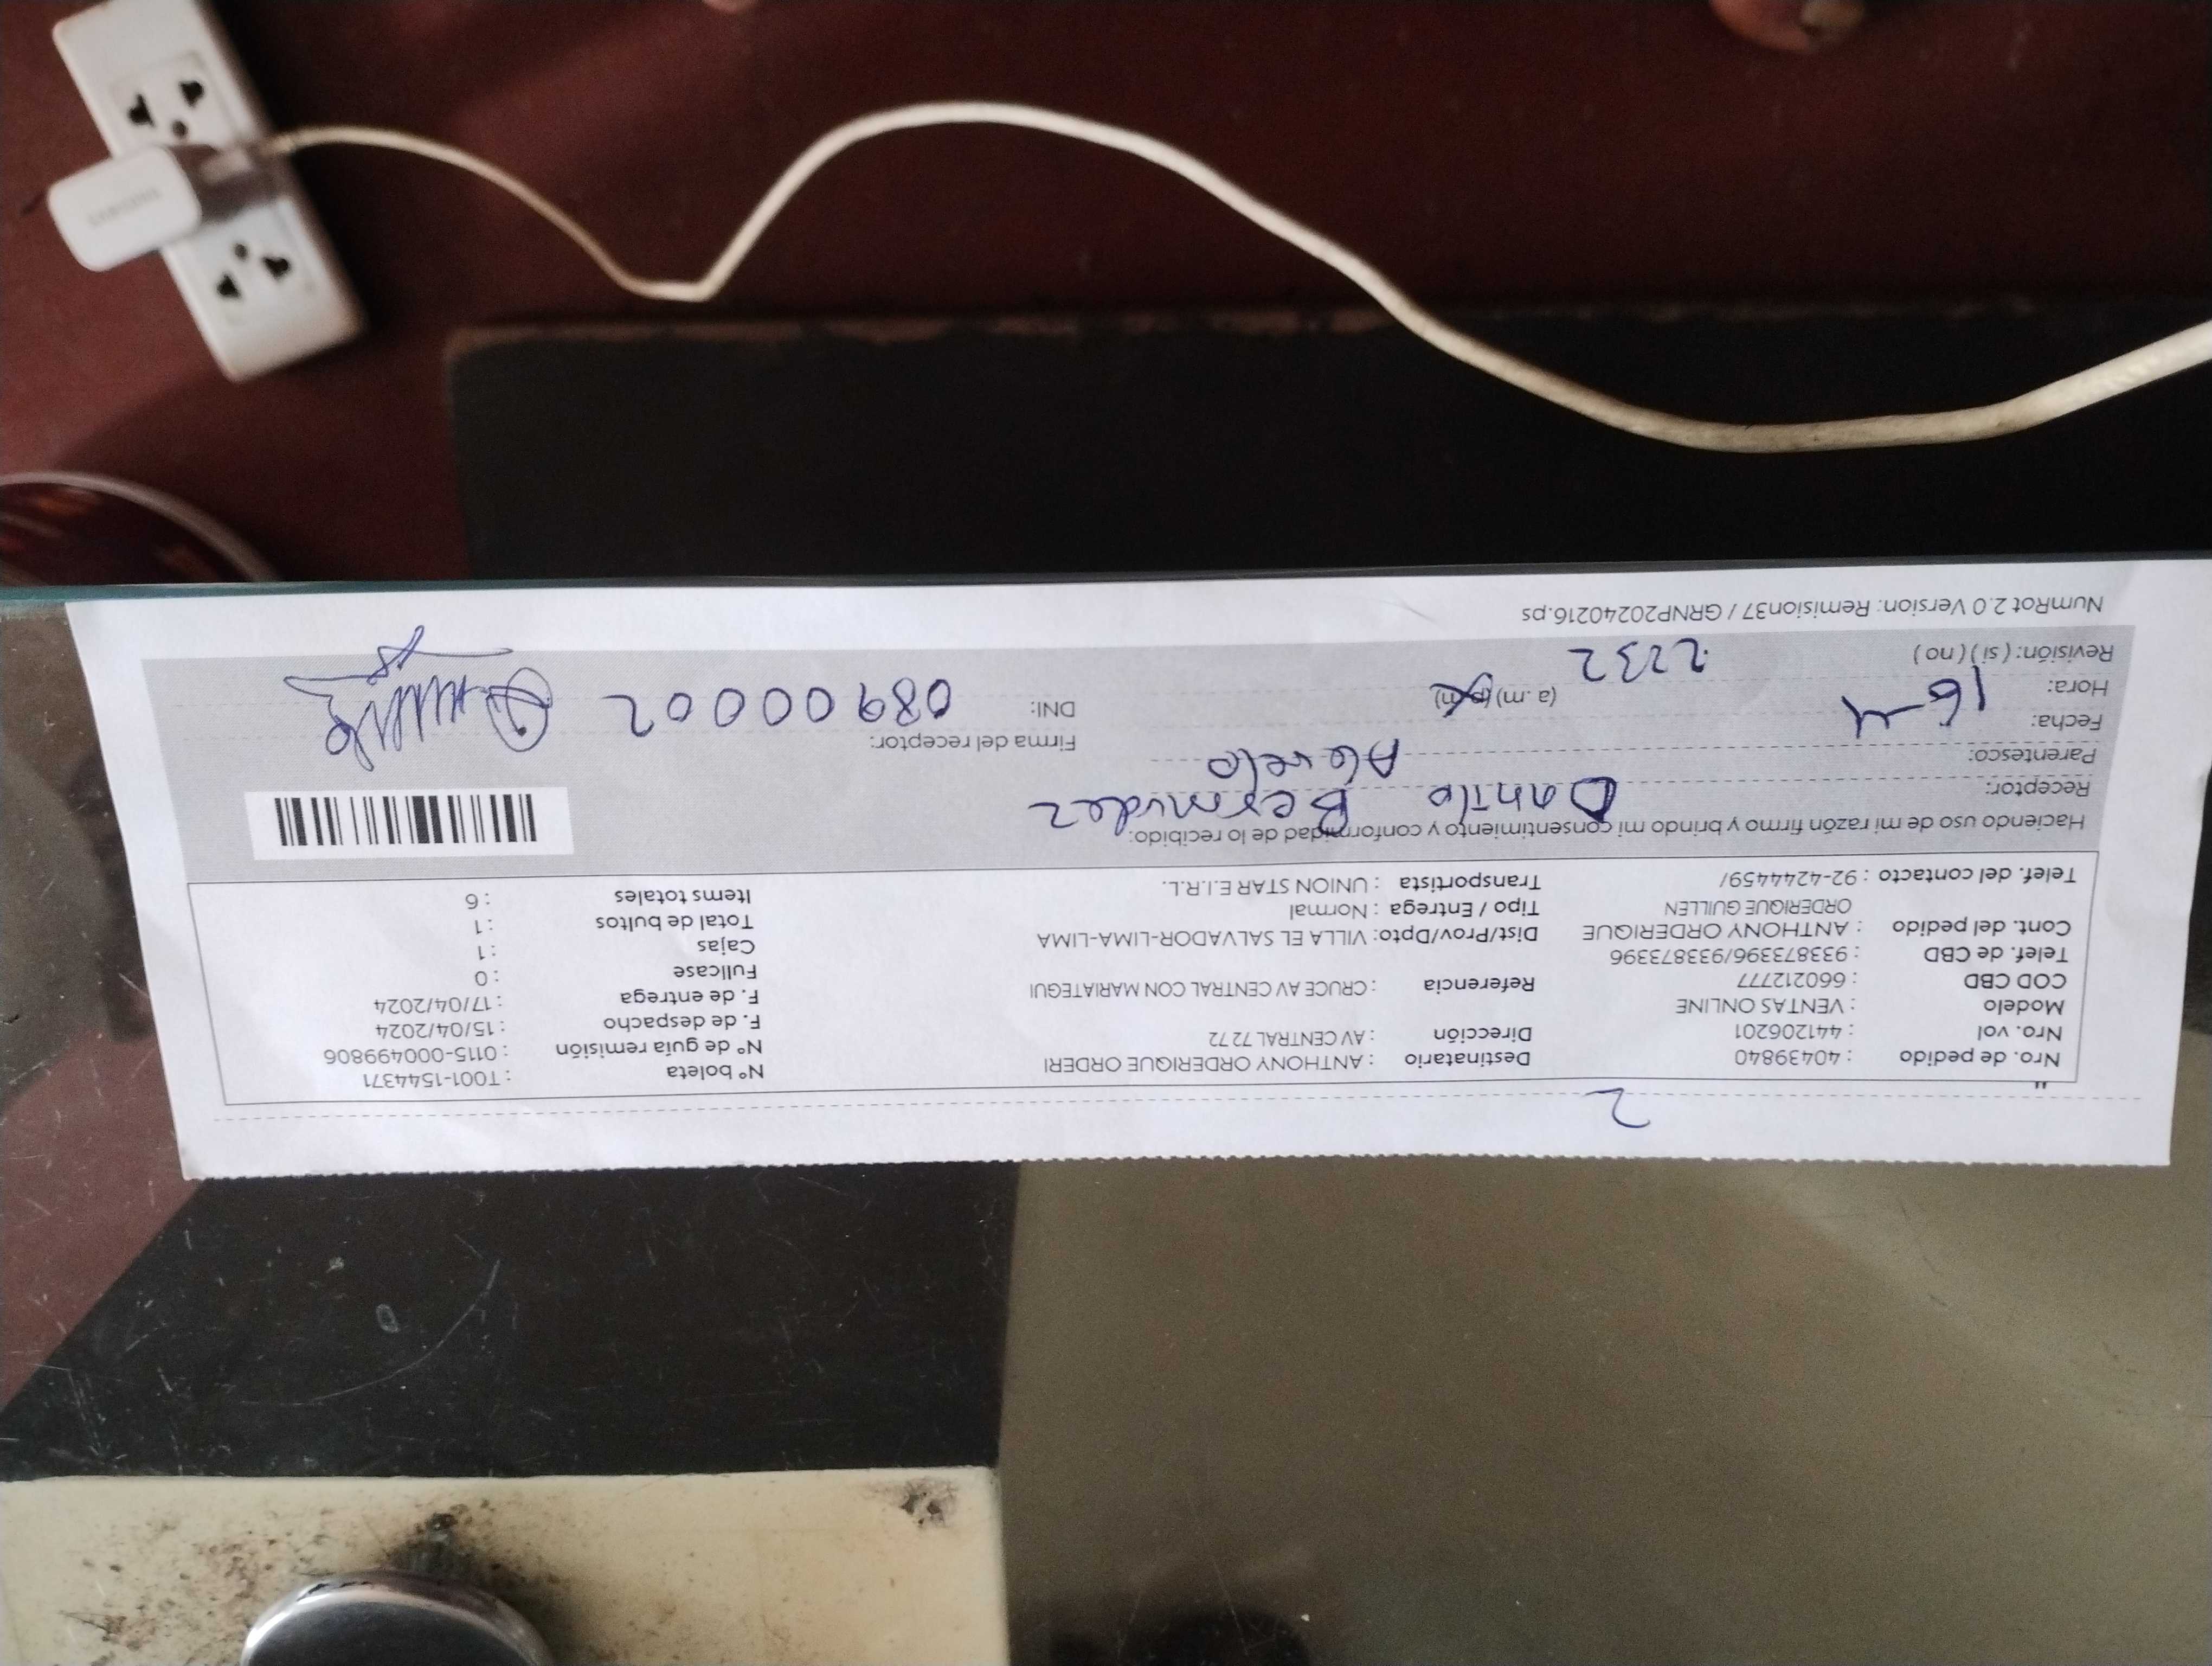 2
Nro. de pedido : 40439840 Destinatario : ANTHONY ORDERIQUE ORDERI N° boleta : T001-1544371
Nro. vol : 441206201 Dirección : AV CENTRAL 7272 N° de guía remisión : 0115-000499806
Modelo : VENTAS ONLINE F. de despacho : 15/04/2024
COD CBD : 660212777 Referencia : CRUCE AV CENTRAL CON MARIATEGUI F. de entrega : 17/04/2024
Telef. de CBD : 933873396/933873396 Fullcase : 0
Cont. del pedido : ANTHONY ORDERIQUE Dist/Prov/Dpto: VILLA EL SALVADOR-LIMA-LIMA Cajas : 1
ORDERIQUE GUILLEN Tipo / Entrega : Normal Total de bultos : 1
Telef. del contacto : 92-4244459/ Transportista : UNION STAR E.I.R.L. Items totales : 6
Haciendo uso de mi razón firmo y brindo mi consentimiento y conformidad de lo recibido:
Receptor: Danilo Bermudez
Parentesco: Abuelo
Fecha: 16-4 Firma del receptor:
Hora: 2232 (a.m) (p.m) DNI: 08900002
Revisión: ( si ) ( no )
NumRot 2.0 Version: Remision37 / GRNP20240216.ps